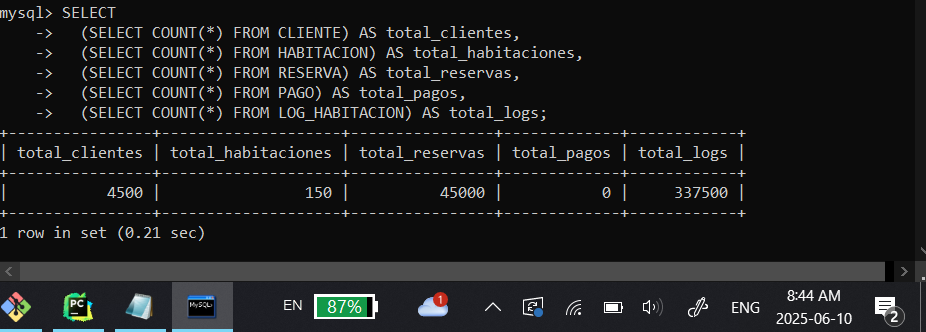 mysql> SELECT
    ->   (SELECT COUNT(*) FROM CLIENTE) AS total_clientes,
    ->   (SELECT COUNT(*) FROM HABITACION) AS total_habitaciones,
    ->   (SELECT COUNT(*) FROM RESERVA) AS total_reservas,
    ->   (SELECT COUNT(*) FROM PAGO) AS total_pagos,
    ->   (SELECT COUNT(*) FROM LOG_HABITACION) AS total_logs;
+----------------+--------------------+----------------+-------------+------------+
| total_clientes | total_habitaciones | total_reservas | total_pagos | total_logs |
+----------------+--------------------+----------------+-------------+------------+
|           4500 |                150 |          45000 |           0 |     337500 |
+----------------+--------------------+----------------+-------------+------------+
1 row in set (0.21 sec)
PC
MySQL
EN 87% 1 ENG 8:44 AM
2025-06-10 2